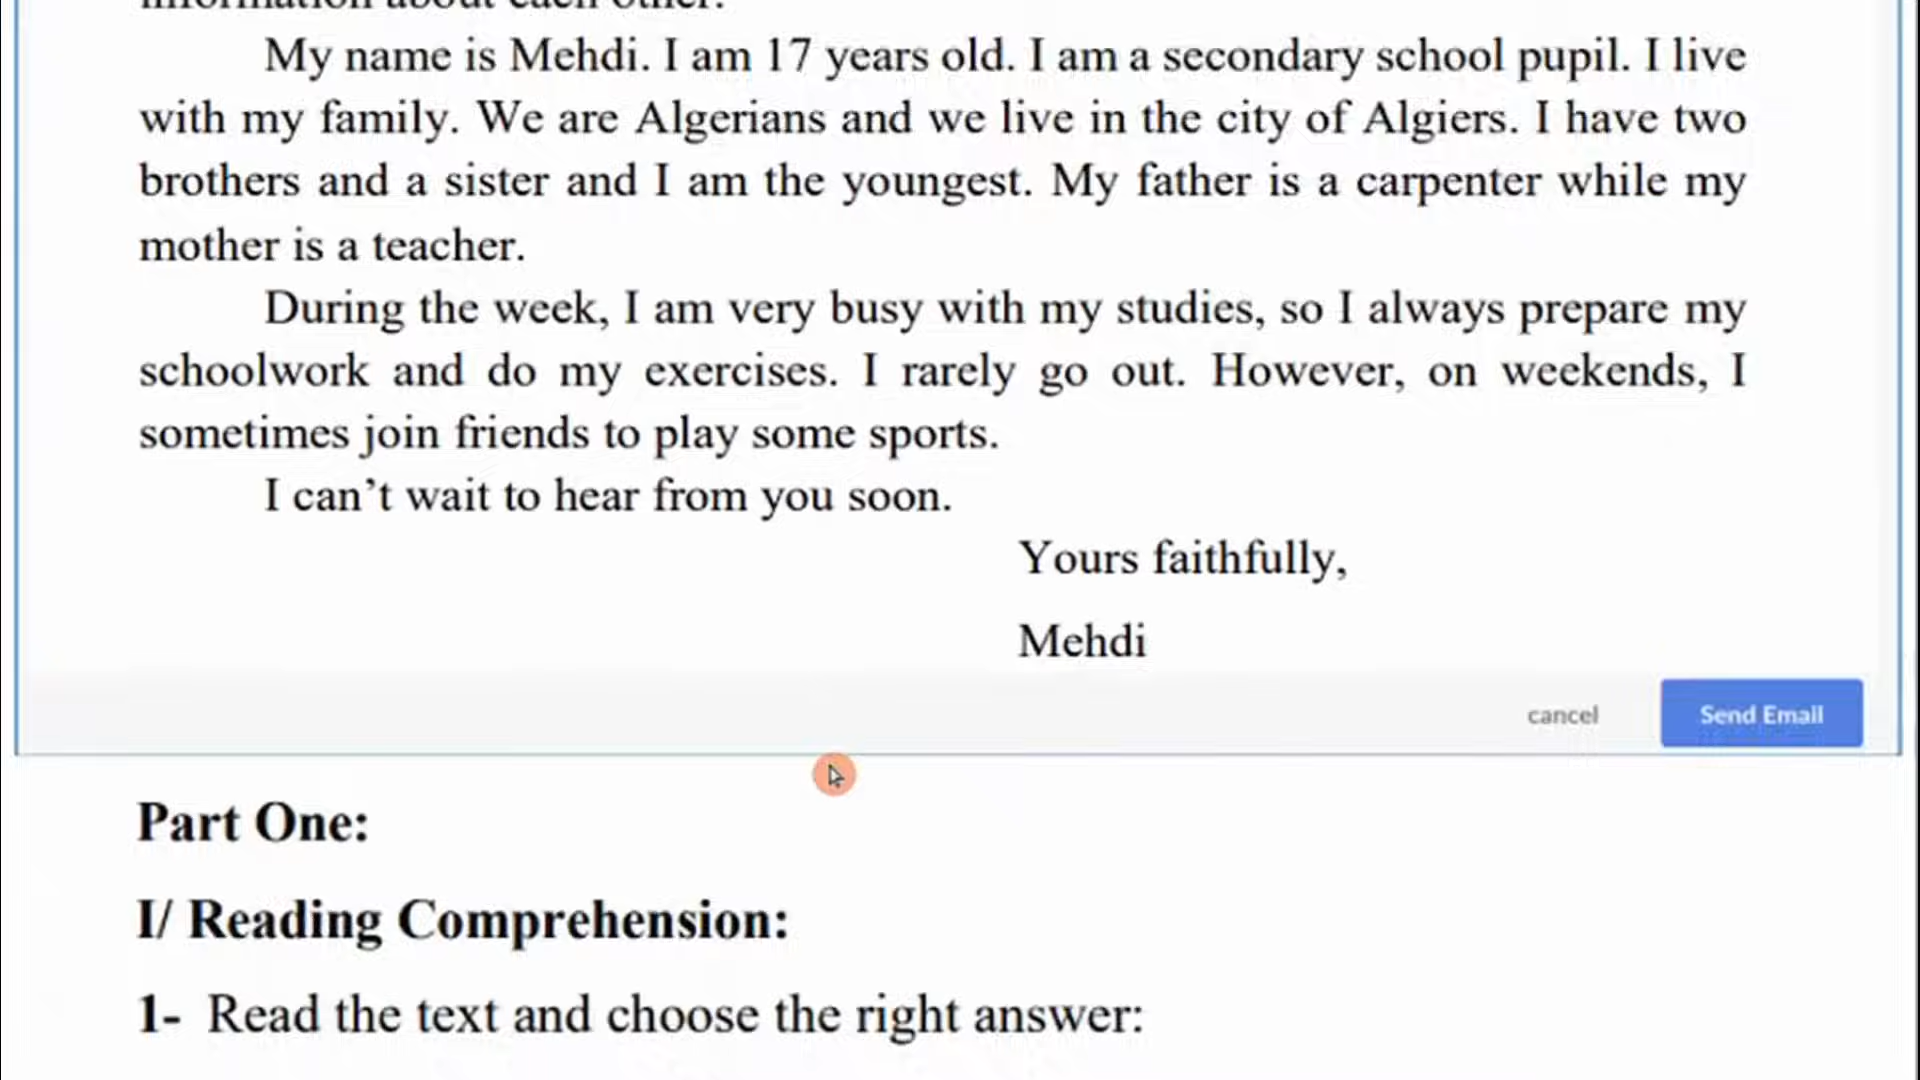 information about each other.
My name is Mehdi. I am 17 years old. I am a secondary school pupil. I live
with my family. We are Algerians and we live in the city of Algiers. I have two
brothers and a sister and I am the youngest. My father is a carpenter while my
mother is a teacher.
During the week, I am very busy with my studies, so I always prepare my
schoolwork and do my exercises. I rarely go out. However, on weekends, I
sometimes join friends to play some sports.
I can’t wait to hear from you soon.
Yours faithfully,
Mehdi
cancel
Send Email
Part One:
I/ Reading Comprehension:
1- Read the text and choose the right answer: